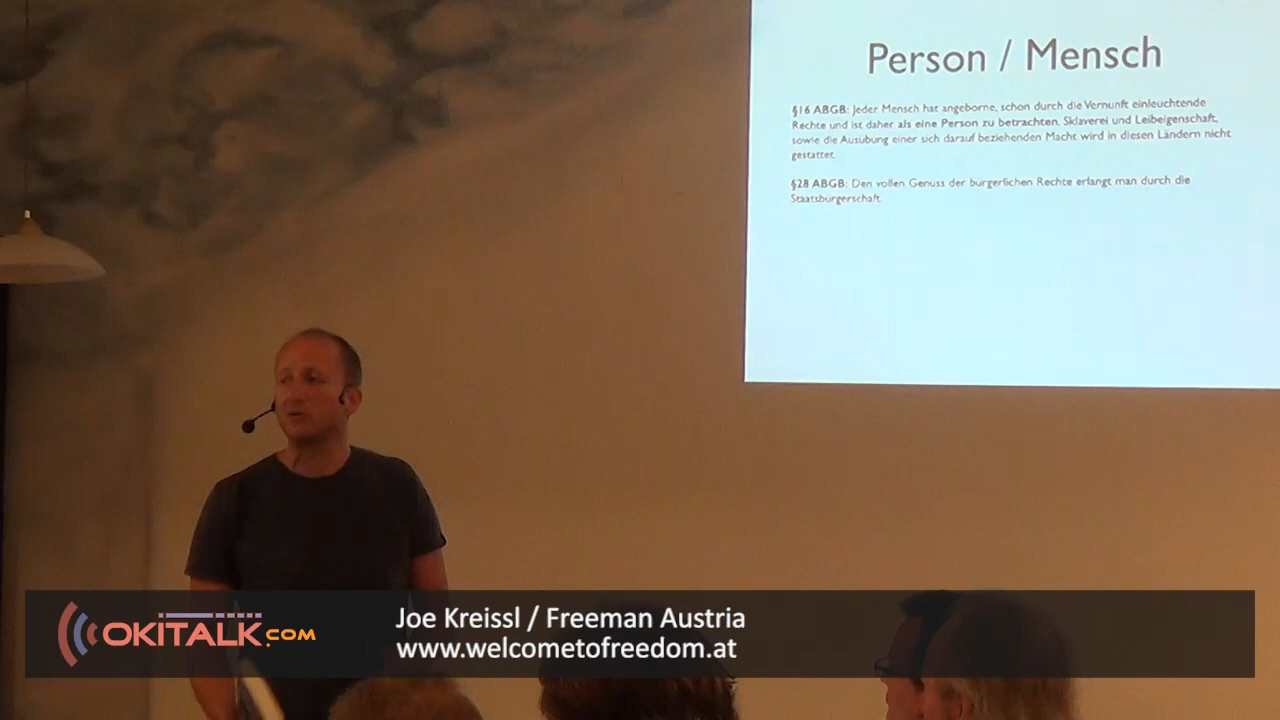 Person / Mensch
§16 ABGB: Jeder Mensch hat angeborne, schon durch die Vernunft einleuchtende
Rechte und ist daher als eine Person zu betrachten. Sklaverei und Leibeigenschaft,
sowie die Ausübung einer sich darauf beziehenden Macht wird in diesen Ländern nicht
gestattet.
§28 ABGB: Den vollen Genuss der bürgerlichen Rechte erlangt man durch die
Staatsbürgerschaft.
OKITALK.COM
Joe Kreissl / Freeman Austria
www.welcometofreedom.at